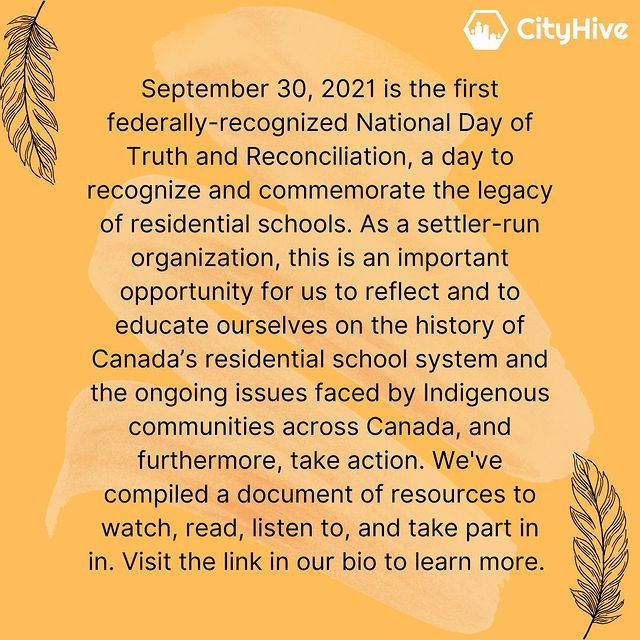 CityHive
September 30, 2021 is the first
federally-recognized National Day of
Truth and Reconciliation, a day to
recognize and commemorate the legacy
of residential schools. As a settler-run
organization, this is an important
opportunity for us to reflect and to
educate ourselves on the history of
Canada’s residential school system and
the ongoing issues faced by Indigenous
communities across Canada, and
furthermore, take action. We've
compiled a document of resources to
watch, read, listen to, and take part in
in. Visit the link in our bio to learn more.